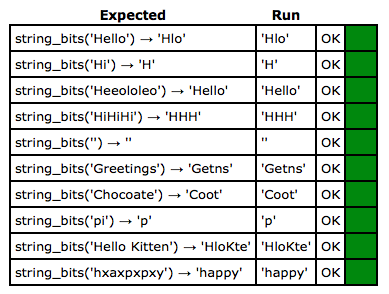 Expected Run
string_bits('Hello') → 'Hlo' 'Hlo' OK
string_bits('Hi') → 'H' 'H' OK
string_bits('Heeololeo') → 'Hello' 'Hello' OK
string_bits('HiHiHi') → 'HHH' 'HHH' OK
string_bits('') → '' '' OK
string_bits('Greetings') → 'Getns' 'Getns' OK
string_bits('Chocoate') → 'Coot' 'Coot' OK
string_bits('pi') → 'p' 'p' OK
string_bits('Hello Kitten') → 'HloKte' 'HloKte' OK
string_bits('hxaxpxpxy') → 'happy' 'happy' OK